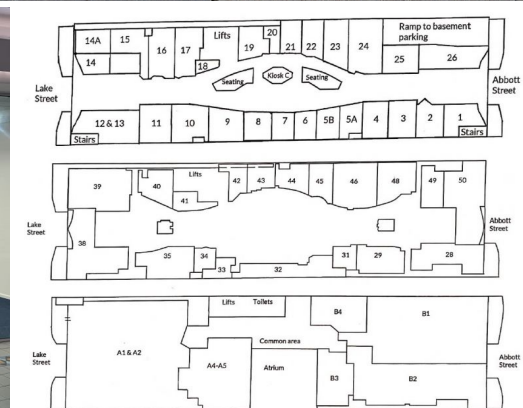 14A 15 16 17 Lifts 20 Ramp to basement
parking
14 18 19 21 22 23 24 25 26
Seating Kiosk C Seating
Lake
Street
Abbott
Street
12 & 13 11 10 9 8 7 6 5B 5A 4 3 2 1
Stairs Stairs
39 40 Lifts 42 43 44 45 46 48 49 50
41
Lake
Street
Abbott
Street
38 35 34 33 32 31 29 28
Lifts Toilets B4 B1
Common area
Lake
Street
A1 & A2
Abbott
Street
A4-A5 Atrium B3 B2